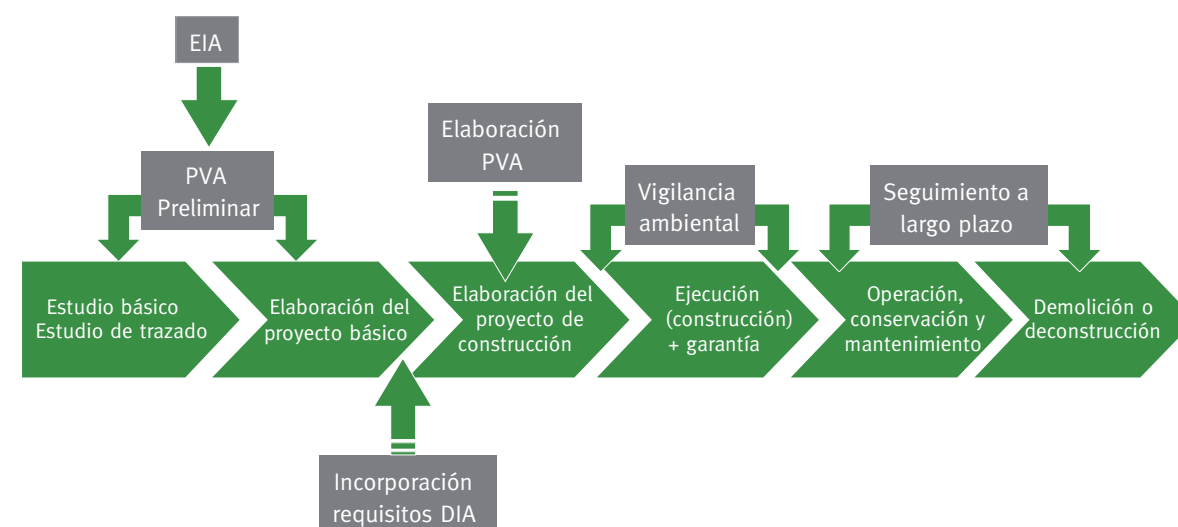 EIA
PVA
Preliminar
Elaboración
PVA
Vigilancia
ambiental
Seguimiento a
largo plazo
Estudio básico
Estudio de trazado
Elaboración del
proyecto básico
Elaboración del
proyecto de
construcción
Ejecución
(construcción)
+ garantía
Operación,
conservación y
mantenimiento
Demolición o
deconstrucción
Incorporación
requisitos DIA